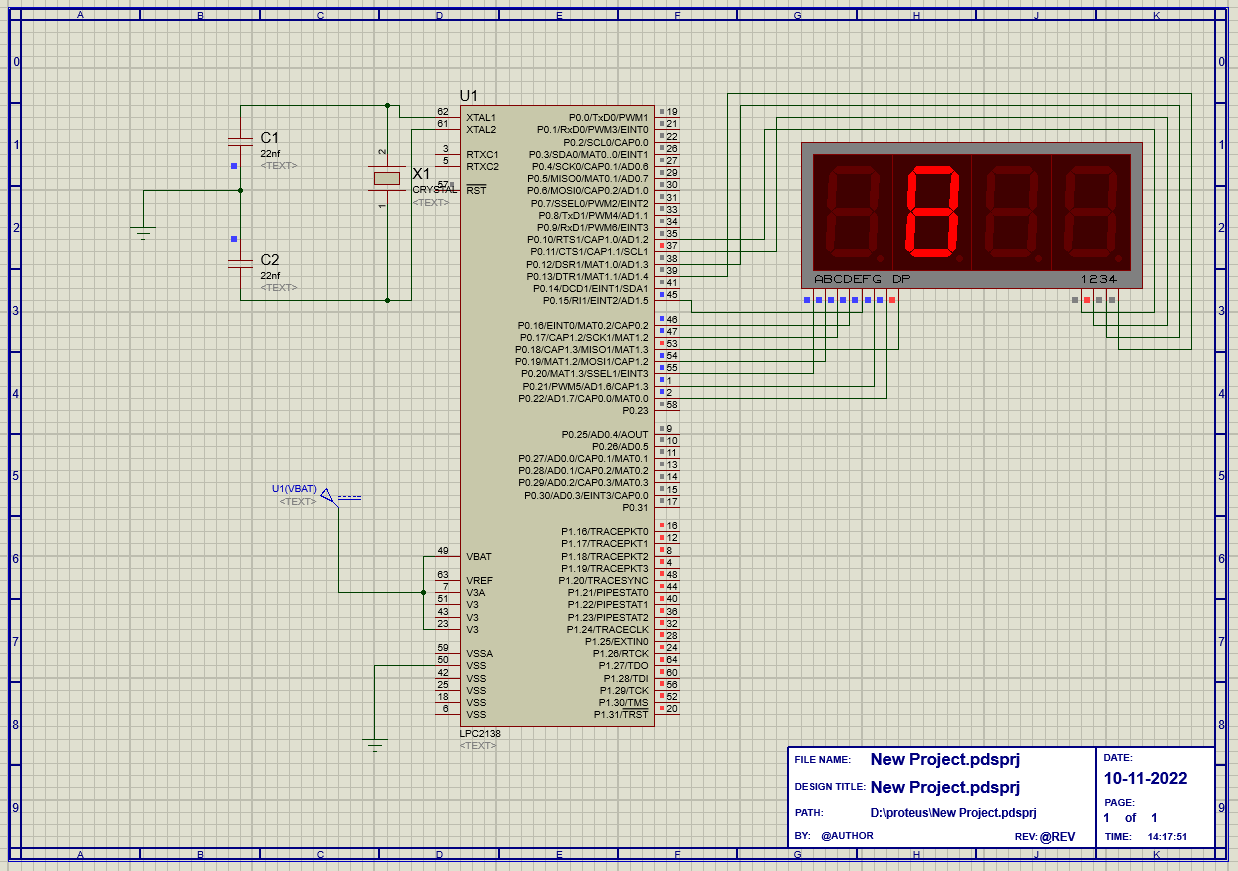 A B C D E F G H J K
0 0
1 1
2 2
3 3
4 4
5 5
6 6
7 7
8 8
9 9
C1
22nf
<TEXT>
C2
22nf
<TEXT>
2
X1
CRYSTAL
<TEXT>
1
U1(VBAT)
<TEXT>
U1
62 XTAL1
61 XTAL2
3 RTXC1
5 RTXC2
57 RST
49 VBAT
63 VREF
7 V3A
51 V3
43 V3
23 V3
59 VSSA
50 VSS
42 VSS
25 VSS
18 VSS
6 VSS
P0.0/TxD0/PWM1 19
P0.1/RxD0/PWM3/EINT0 21
P0.2/SCL0/CAP0.0 22
P0.3/SDA0/MAT0..0/EINT1 26
P0.4/SCK0/CAP0.1/AD0.6 27
P0.5/MISO0/MAT0.1/AD0.7 29
P0.6/MOSI0/CAP0.2/AD1.0 30
P0.7/SSEL0/PWM2/EINT2 31
P0.8/TxD1/PWM4/AD1.1 33
P0.9/RxD1/PWM6/EINT3 34
P0.10/RTS1/CAP1.0/AD1.2 35
P0.11/CTS1/CAP1.1/SCL1 37
P0.12/DSR1/MAT1.0/AD1.3 38
P0.13/DTR1/MAT1.1/AD1.4 39
P0.14/DCD1/EINT1/SDA1 41
P0.15/RI1/EINT2/AD1.5 45
P0.16/EINT0/MAT0.2/CAP0.2 46
P0.17/CAP1.2/SCK1/MAT1.2 47
P0.18/CAP1.3/MISO1/MAT1.3 53
P0.19/MAT1.2/MOSI1/CAP1.2 54
P0.20/MAT1.3/SSEL1/EINT3 55
P0.21/PWM5/AD1.6/CAP1.3 1
P0.22/AD1.7/CAP0.0/MAT0.0 2
P0.23 58
P0.25/AD0.4/AOUT 9
P0.26/AD0.5 10
P0.27/AD0.0/CAP0.1/MAT0.1 11
P0.28/AD0.1/CAP0.2/MAT0.2 13
P0.29/AD0.2/CAP0.3/MAT0.3 14
P0.30/AD0.3/EINT3/CAP0.0 15
P0.31 17
P1.16/TRACEPKT0 16
P1.17/TRACEPKT1 12
P1.18/TRACEPKT2 8
P1.19/TRACEPKT3 4
P1.20/TRACESYNC 48
P1.21/PIPESTAT0 44
P1.22/PIPESTAT1 40
P1.23/PIPESTAT2 36
P1.24/TRACECLK 32
P1.25/EXTIN0 28
P1.26/RTCK 24
P1.27/TDO 64
P1.28/TDI 60
P1.29/TCK 56
P1.30/TMS 52
P1.31/TRST 20
LPC2138
<TEXT>
0
ABCDEFG DP 1234
FILE NAME: New Project.pdsprj
DESIGN TITLE: New Project.pdsprj
PATH: D:\proteus\New Project.pdsprj
BY: @AUTHOR REV: @REV
DATE:
10-11-2022
PAGE:
1 of 1
TIME: 14:17:51
A B C D E F G H J K